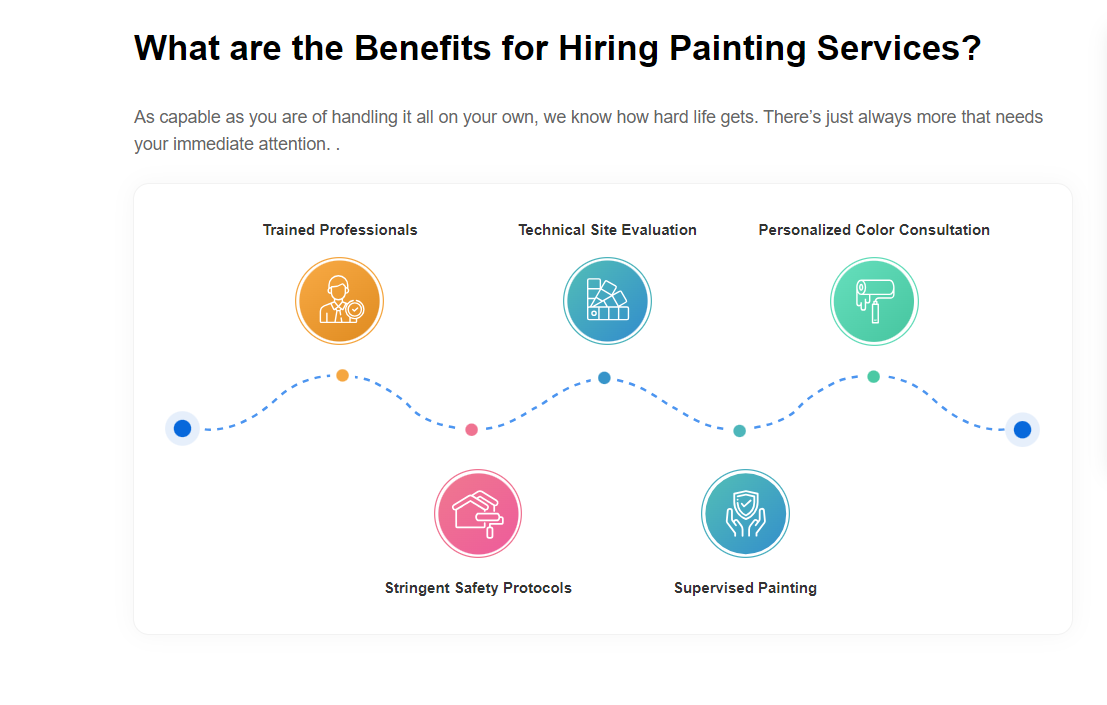 What are the Benefits for Hiring Painting Services?
As capable as you are of handling it all on your own, we know how hard life gets. There's just always more that needs
your immediate attention. .
Trained Professionals
Technical Site Evaluation
Personalized Color Consultation
Stringent Safety Protocols
Supervised Painting